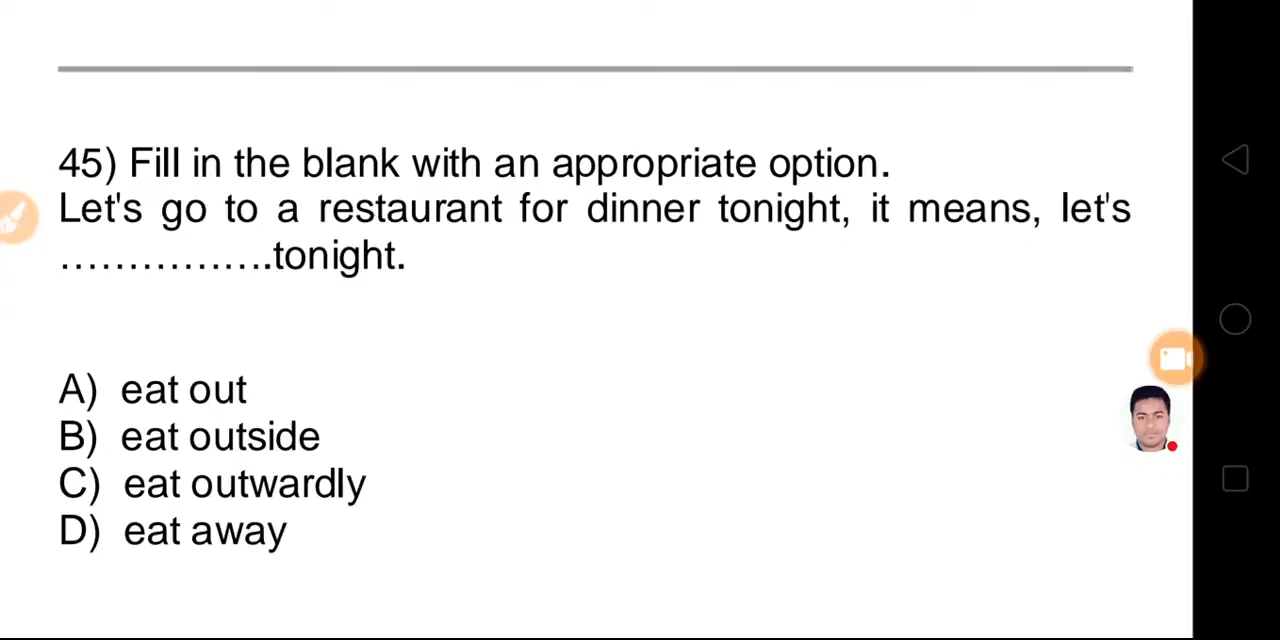 45) Fill in the blank with an appropriate option.
Let's go to a restaurant for dinner tonight, it means, let's
…………….tonight.
A) eat out
B) eat outside
C) eat outwardly
D) eat away